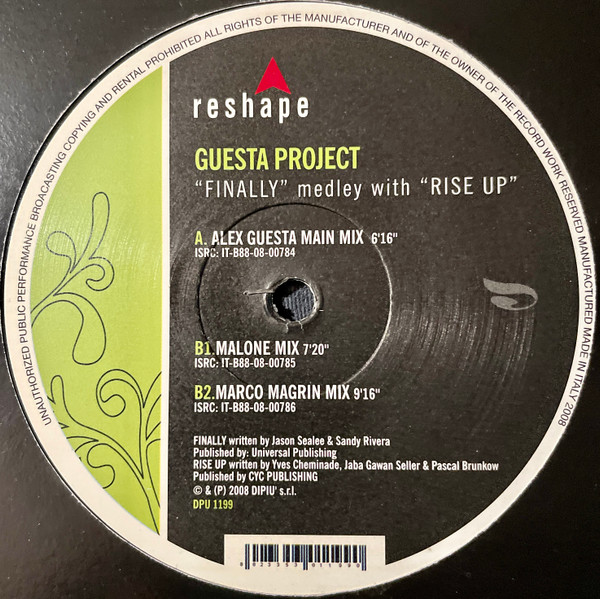 UNAUTHORIZED PUBLIC PERFORMANCE BROADCASTING COPYING AND RENTAL PROHIBITED ALL RIGHTS OF THE MANUFACTURER AND OF THE OWNER OF THE RECORD WORK RESERVED MANUFACTURED MADE IN ITALY 2008
reshape
GUESTA PROJECT
"FINALLY" medley with "RISE UP"
A. ALEX GUESTA MAIN MIX 6'16"
ISRC: IT-B88-08-00784
B1.MALONE MIX 7'20"
ISRC: IT-B88-08-00785
B2.MARCO MAGRIN MIX 9'16"
ISRC: IT-B88-08-00786
FINALLY written by Jason Sealee & Sandy Rivera
Published by: Universal Publishing
RISE UP written by Yves Cheminade, Jaba Gawan Seller & Pascal Brunkow
Published by CYC PUBLISHING
© & (P) 2008 DIPIU' s.r.l.
DPU 1199